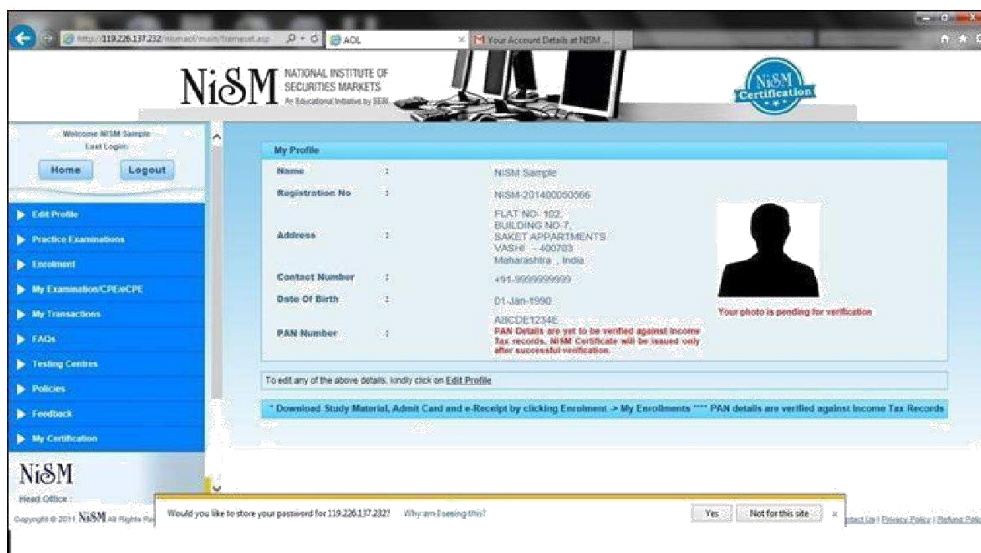 http://119.226.137.232/nismaol/main/frameset.asp
AOL
Your Account Details at NISM ...
NiSM NATIONAL INSTITUTE OF
SECURITIES MARKETS
An Educational Initiative by SEBI
NiSM
Certification
Welcome NISM Sample
Last Login:
Home Logout
Edit Profile
Practice Examinations
Enrolment
My Examination/CPE/eCPE
My Transactions
FAQs
Testing Centres
Policies
Feedback
My Certification
NiSM
Head Office :
My Profile
Name : NISM Sample
Registration No : NISM-201400050566
Address : FLAT NO- 102,
BUILDING NO-7,
SAKET APPARTMENTS
VASHI - 400703
Maharashtra , India
Contact Number : +91-9999999999
Date Of Birth : 01-Jan-1990
PAN Number : ABCDE1234E
PAN Details are yet to be verified against Income
Tax records. NISM Certificate will be issued only
after successful verification.
Your photo is pending for verification
To edit any of the above details, kindly click on Edit Profile
* Download Study Material, Admit Card and e-Receipt by clicking Enrolment -> My Enrollments **** PAN details are verified against Income Tax Records
Would you like to store your password for 119.226.137.232? Why am I seeing this? Yes Not for this site ×
Copyright © 2011 NiSM All Rights
Us | Privacy Policy | Refund